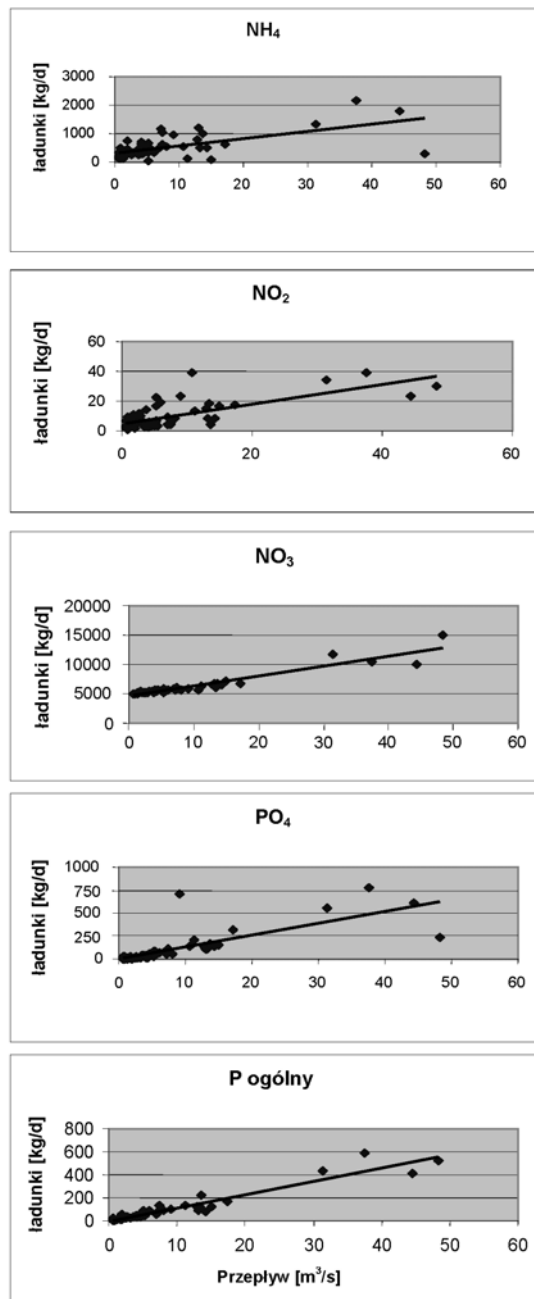 NH₄
ładunki [kg/d]
3000
2000
1000
0
0 10 20 30 40 50 60
NO₂
ładunki [kg/d]
60
40
20
0
0 20 40 60
NO₃
ładunki [kg/d]
20000
15000
10000
5000
0
0 10 20 30 40 50 60
PO₄
ładunki [kg/d]
1000
750
500
250
0
0 10 20 30 40 50 60
P ogólny
ładunki [kg/d]
800
600
400
200
0
0 10 20 30 40 50 60
Przepływ [m³/s]